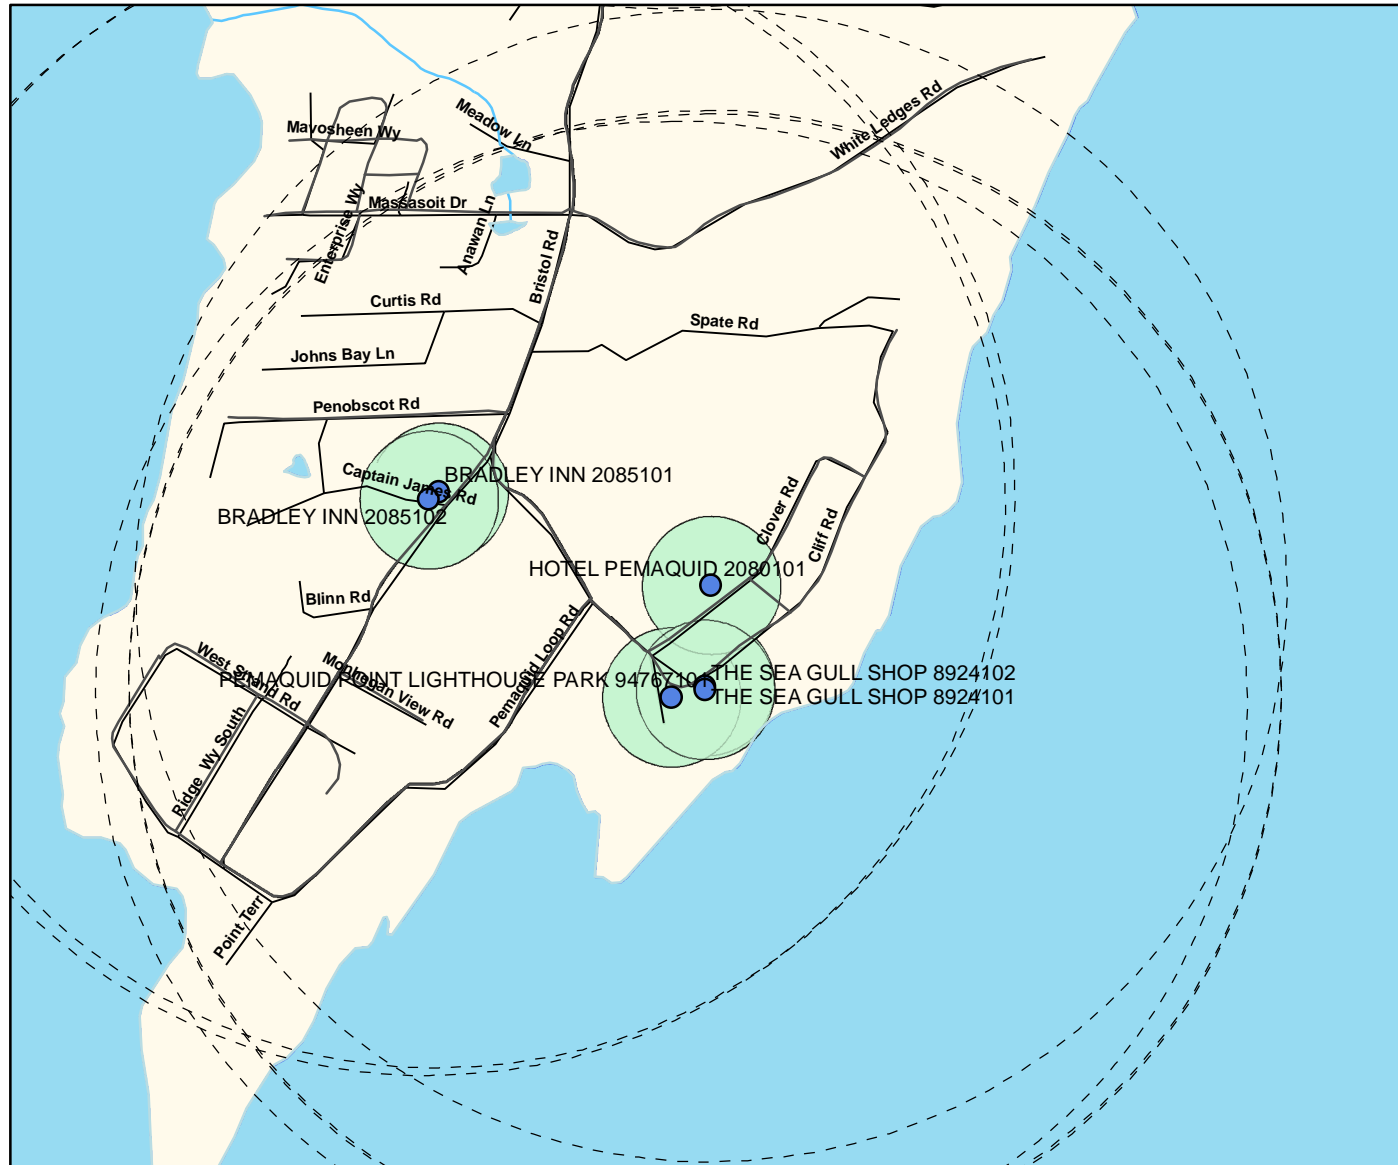 White Ledges Rd
Meadow Ln
Mavosheen Wy
Massasoit Dr
Enterprise Wy
Anawan Ln
Bristol Rd
Curtis Rd
Spate Rd
Johns Bay Ln
Penobscot Rd
BRADLEY INN 2085101
Captain James Rd
BRADLEY INN 2085102
Clover Rd
Cliff Rd
HOTEL PEMAQUID 2080101
Blinn Rd
Pemaquid Loop Rd
West Strand Rd
Monhegan View Rd
PEMAQUID POINT LIGHTHOUSE PARK 94767101
THE SEA GULL SHOP 8924102
THE SEA GULL SHOP 8924101
Ridge Wy South
Point Terr